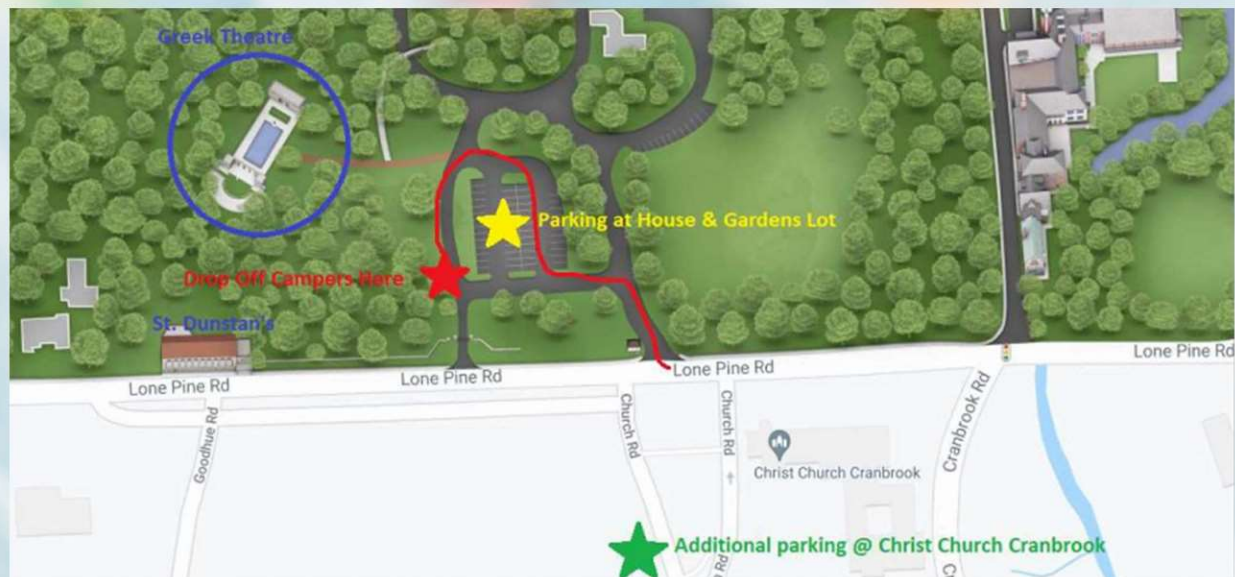 Greek Theatre
Parking at House & Gardens Lot
Drop Off Campers Here
St. Dunstan's
Lone Pine Rd
Lone Pine Rd
Lone Pine Rd
Lone Pine Rd
Goodhue Rd
Church Rd
Church Rd
Cranbrook Rd
Christ Church Cranbrook
Additional parking @ Christ Church Cranbrook
Rd